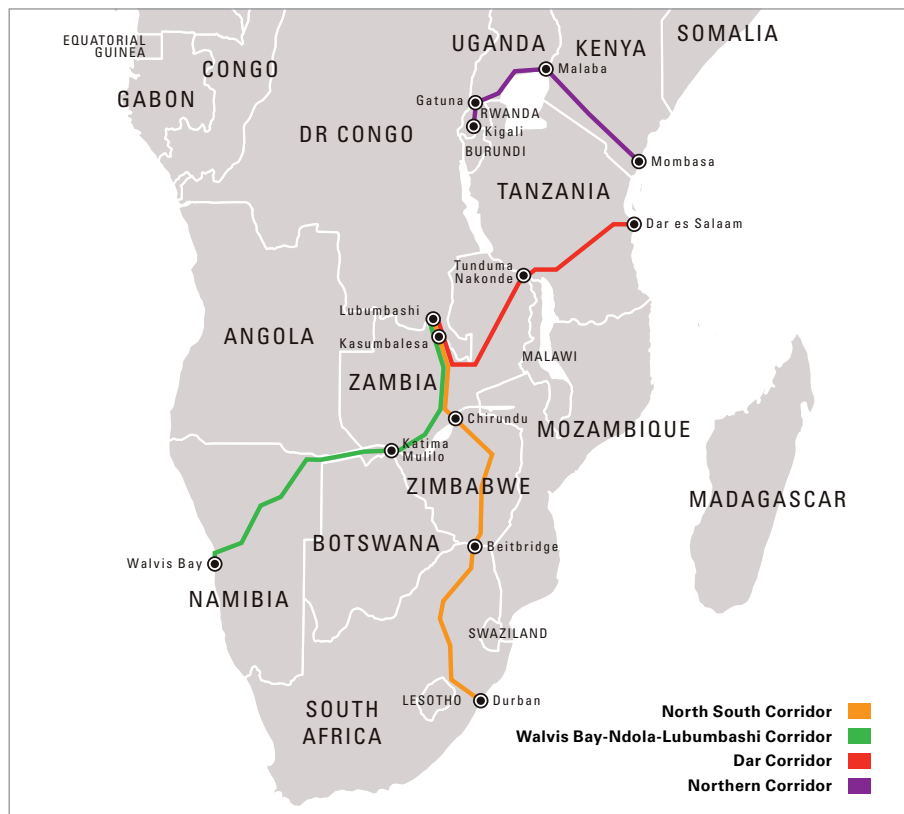 EQUATORIAL
GUINEA
CONGO
GABON
UGANDA
KENYA
SOMALIA
Malaba
Gatuna
RWANDA
Kigali
BURUNDI
DR CONGO
Mombasa
TANZANIA
Dar es Salaam
Tunduma
Nakonde
Lubumbashi
Kasumbalesa
ANGOLA
MALAWI
ZAMBIA
Chirundu
MOZAMBIQUE
Katima
Mulilo
ZIMBABWE
MADAGASCAR
BOTSWANA
Beitbridge
Walvis Bay
NAMIBIA
SWAZILAND
LESOTHO
Durban
SOUTH
AFRICA
North South Corridor
Walvis Bay-Ndola-Lubumbashi Corridor
Dar Corridor
Northern Corridor